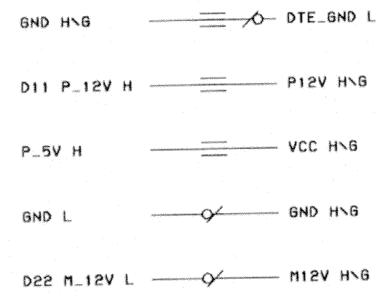 GND H\G DTE_GND L
D11 P_12V H P12V H\G
P_5V H VCC H\G
GND L GND H\G
D22 M_12V L M12V H\G